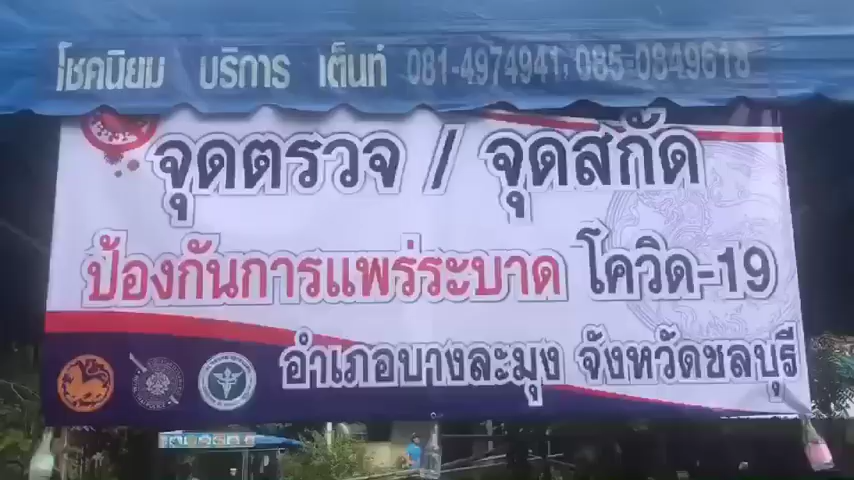 โชคนิยม บริการ เต็นท์ 081-4974941, 085-0849618
จุดตรวจ / จุดสกัด
ป้องกันการแพร่ระบาด โควิด-19
อำเภอบางละมุง จังหวัดชลบุรี